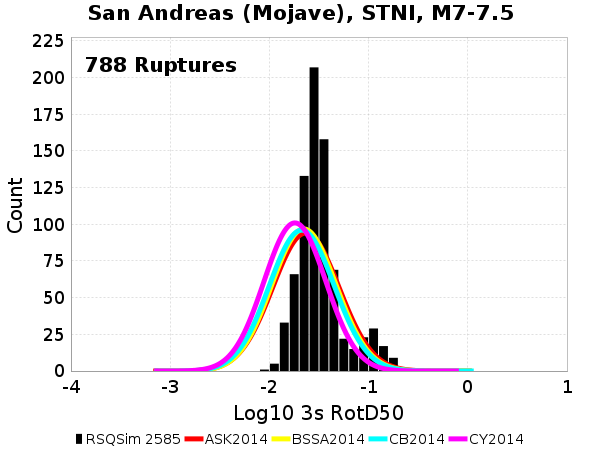 San Andreas (Mojave), STNI, M7-7.5
788 Ruptures
Count
225
200
175
150
125
100
75
50
25
0
-4 -3 -2 -1 0 1
Log10 3s RotD50
RSQSim 2585 ASK2014 BSSA2014 CB2014 CY2014